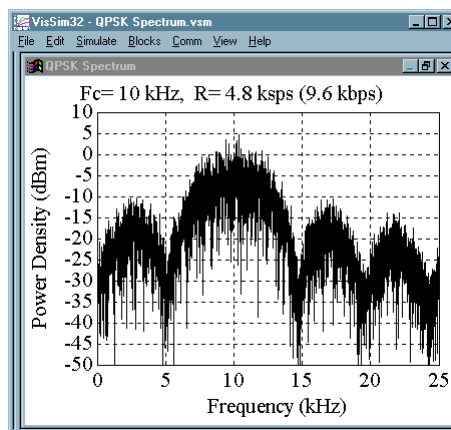 VisSim32 - QPSK Spectrum.vsm
File Edit Simulate Blocks Comm View Help
QPSK Spectrum
Fc= 10 kHz, R= 4.8 ksps (9.6 kbps)
Power Density (dBm)
10
5
0
-5
-10
-15
-20
-25
-30
-35
-40
-45
-50
0 5 10 15 20 25
Frequency (kHz)